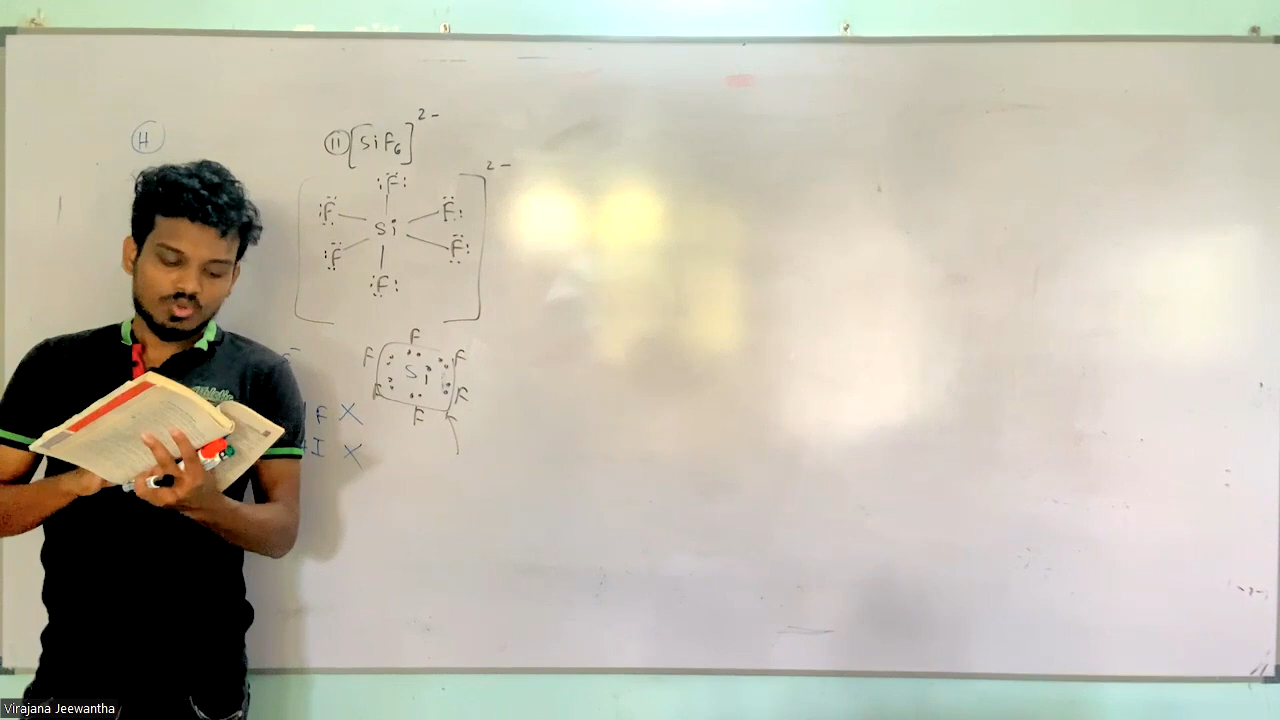 H
11 [SiF6]2-
2-
:F:
:F: F:
Si
:F F:
:F:
F
F F
Si
F F
F
F X
I X
Virajana Jeewantha